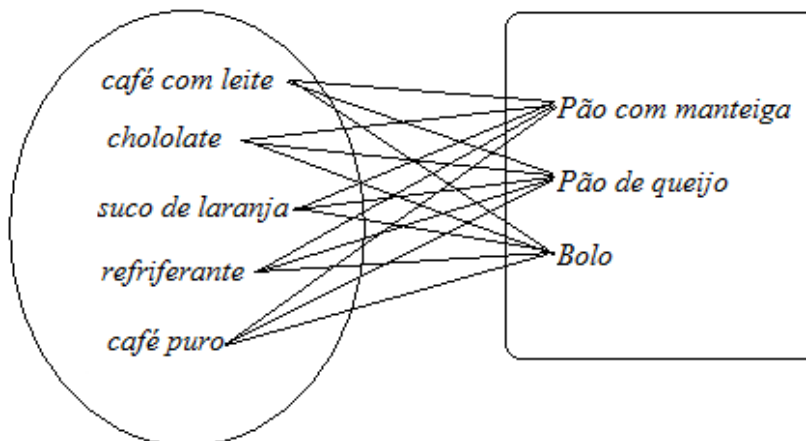 café com leite
chololate
suco de laranja
refriferante
café puro
Pão com manteiga
Pão de queijo
Bolo